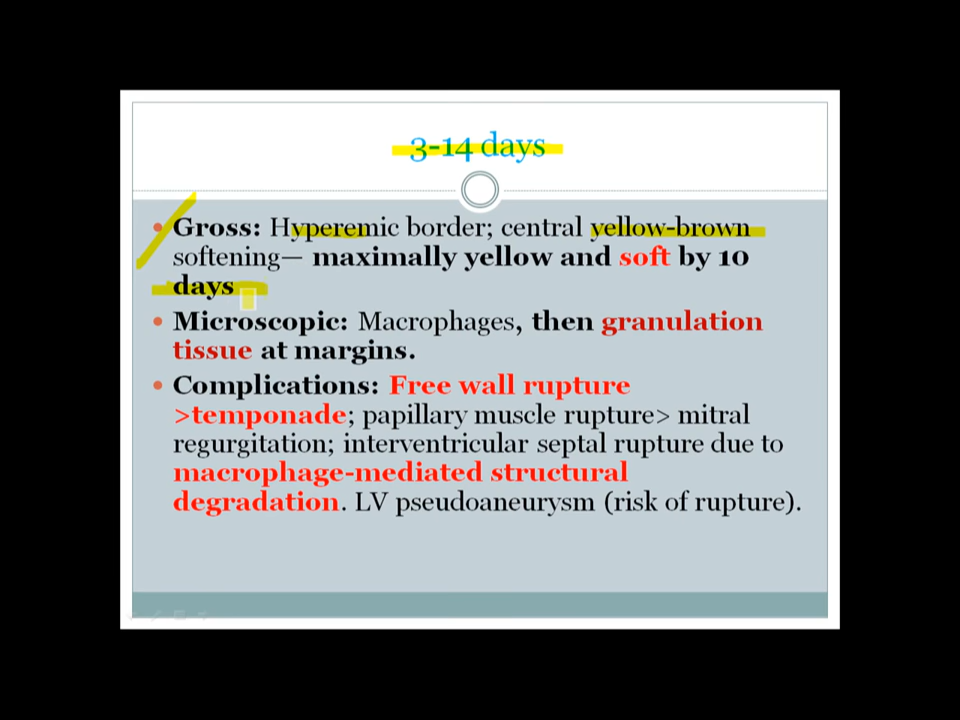 3-14 days
• Gross: Hyperemic border; central yellow-brown
softening— maximally yellow and soft by 10
days
• Microscopic: Macrophages, then granulation
tissue at margins.
• Complications: Free wall rupture
>temponade; papillary muscle rupture> mitral
regurgitation; interventricular septal rupture due to
macrophage-mediated structural
degradation. LV pseudoaneurysm (risk of rupture).